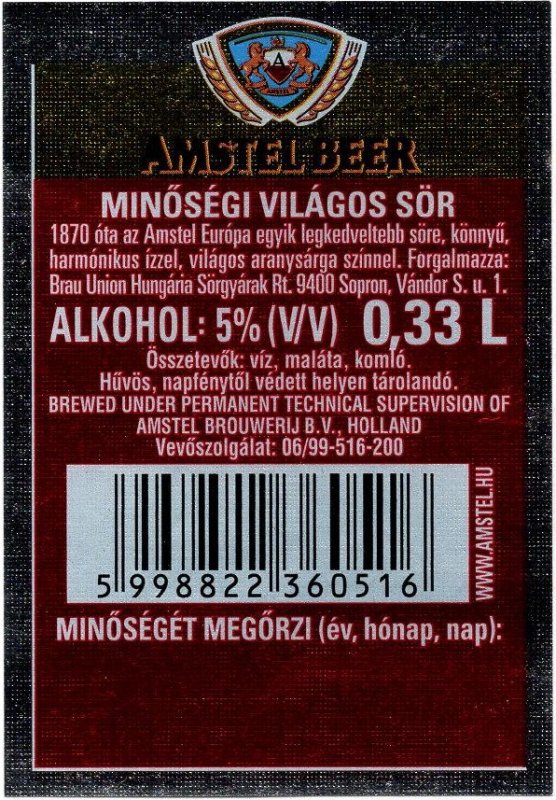 A
AMSTEL
AMSTEL BEER
MINŐSÉGI VILÁGOS SÖR
1870 óta az Amstel Európa egyik legkedveltebb söre, könnyű,
harmónikus ízzel, világos aranysárga színnel. Forgalmazza:
Brau Union Hungária Sörgyárak Rt. 9400 Sopron, Vándor S. u. 1.
ALKOHOL: 5% (V/V) 0,33 L
Összetevők: víz, maláta, komló.
Hűvös, napfénytől védett helyen tárolandó.
BREWED UNDER PERMANENT TECHNICAL SUPERVISION OF
AMSTEL BROUWERIJ B.V., HOLLAND
Vevőszolgálat: 06/99-516-200
WWW.AMSTEL.HU
5 998822 360516
MINŐSÉGÉT MEGŐRZI (év, hónap, nap):